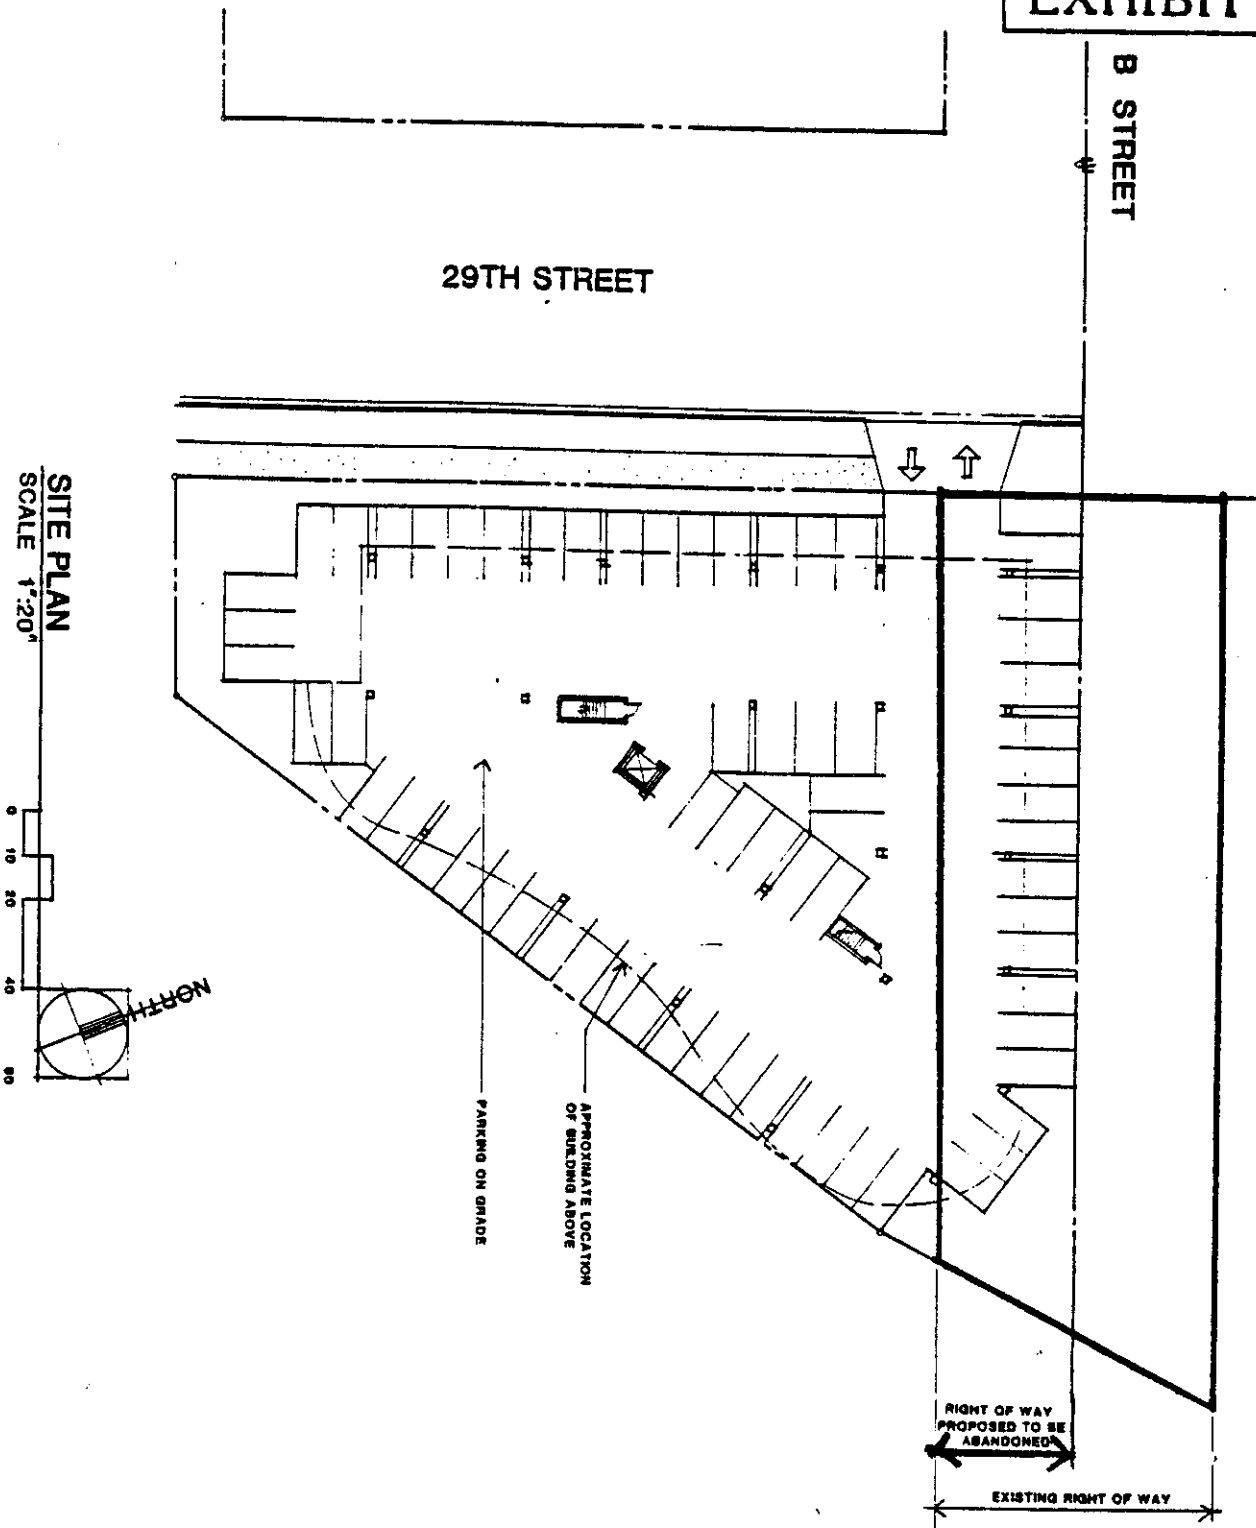 EXHIBIT
B STREET
29TH STREET
SITE PLAN
SCALE 1":20"
0 10 20 40
NORTH
PARKING ON GRADE
APPROXIMATE LOCATION
OF BUILDING ABOVE
RIGHT OF WAY
PROPOSED TO BE
ABANDONED
EXISTING RIGHT OF WAY